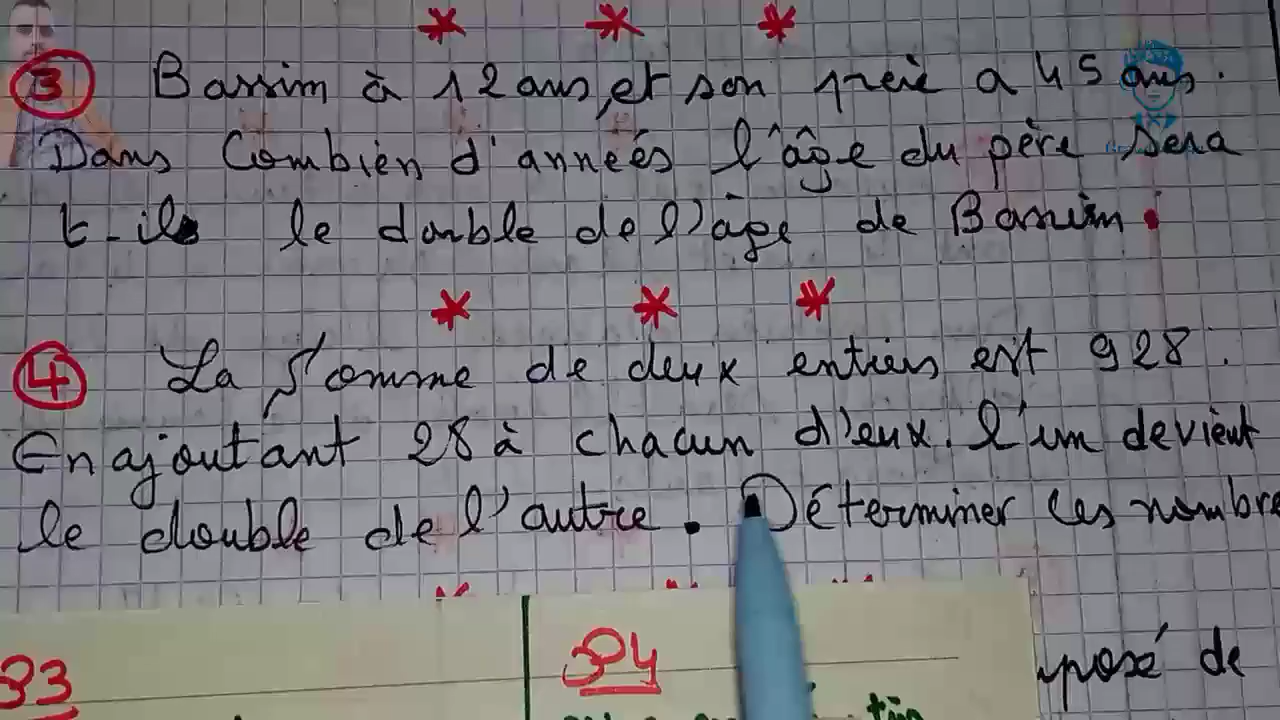 3 Bassim à 12 ans, et son père a 45 ans.
Dans Combien d'années l'âge du père sera
t-il le double de l'âge de Bassim.
4 La Somme de deux entiers est 928.
En ajoutant 28 à chacun d'eux. l'un devient
le double de l'autre. Déterminer ces nombre
posé de
33
34